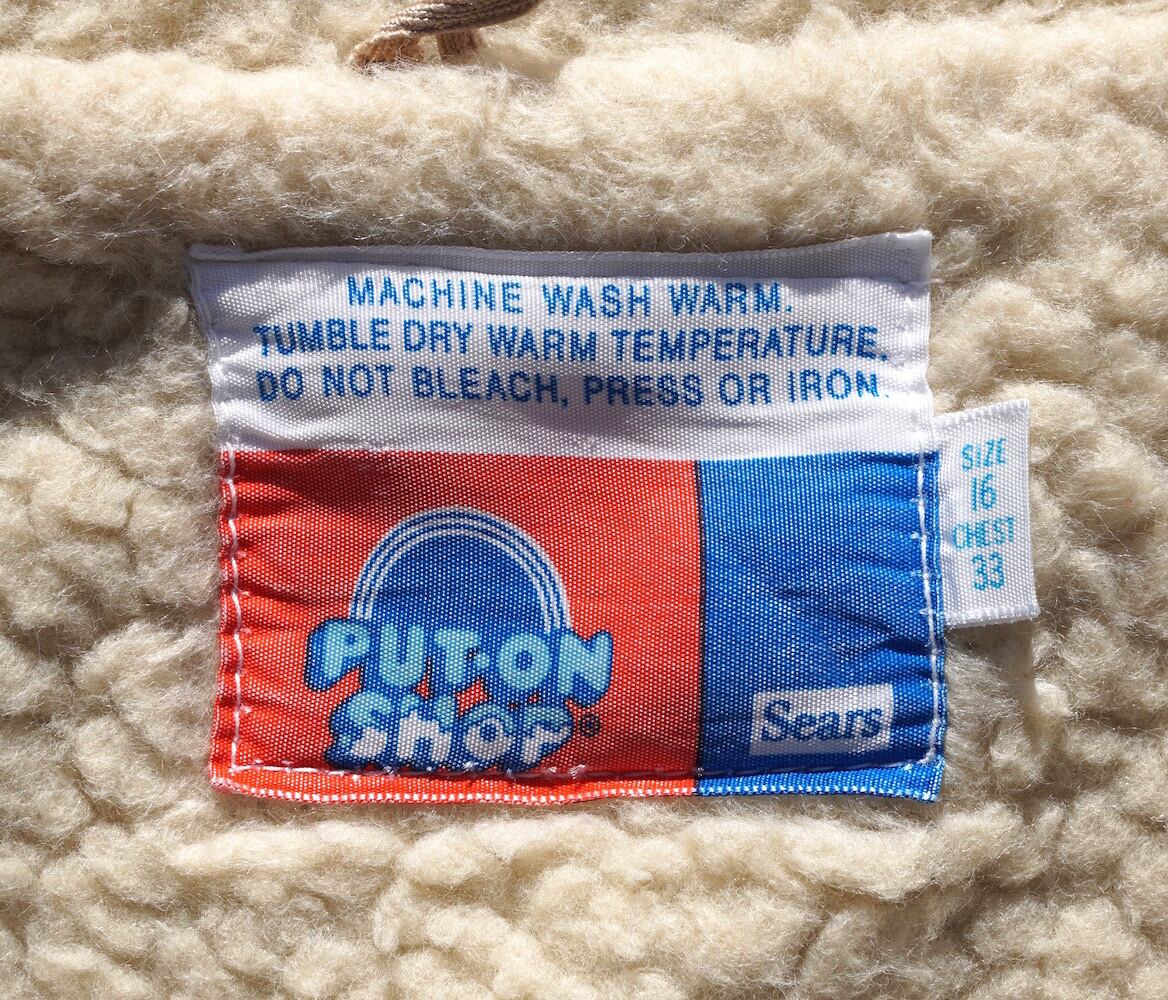 MACHINE WASH WARM.
TUMBLE DRY WARM TEMPERATURE.
DO NOT BLEACH, PRESS OR IRON.
SIZE
16
CHEST
33
PUT-ON
SHOP®
Sears